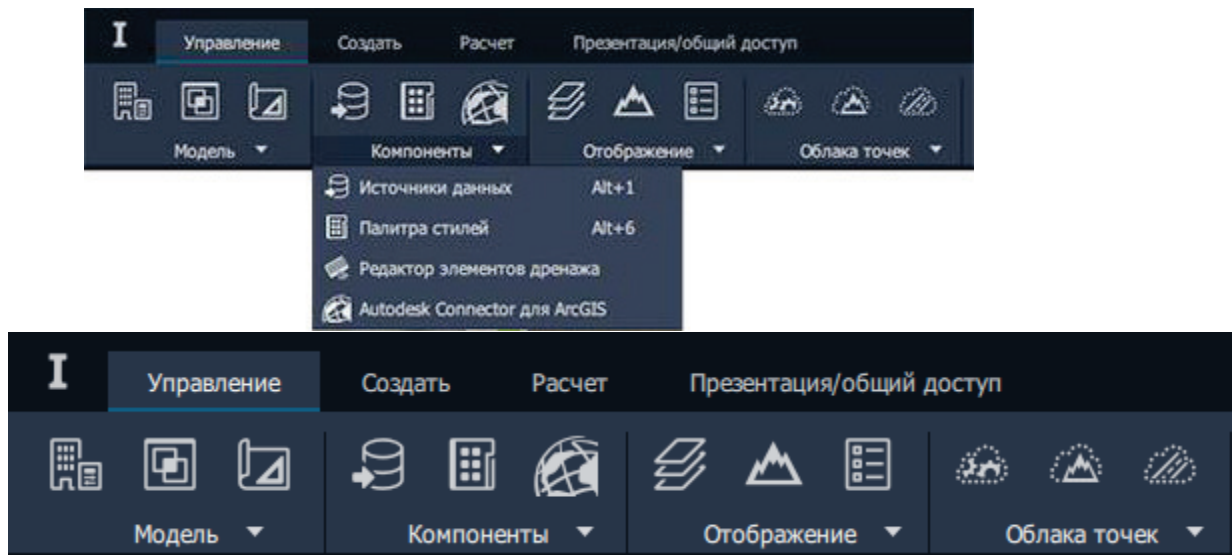 I Управление Создать Расчет Презентация/общий доступ
Модель Компоненты Отображение Облака точек
Источники данных Alt+1
Палитра стилей Alt+6
Редактор элементов дренажа
Autodesk Connector для ArcGIS
I Управление Создать Расчет Презентация/общий доступ
Модель Компоненты Отображение Облака точек